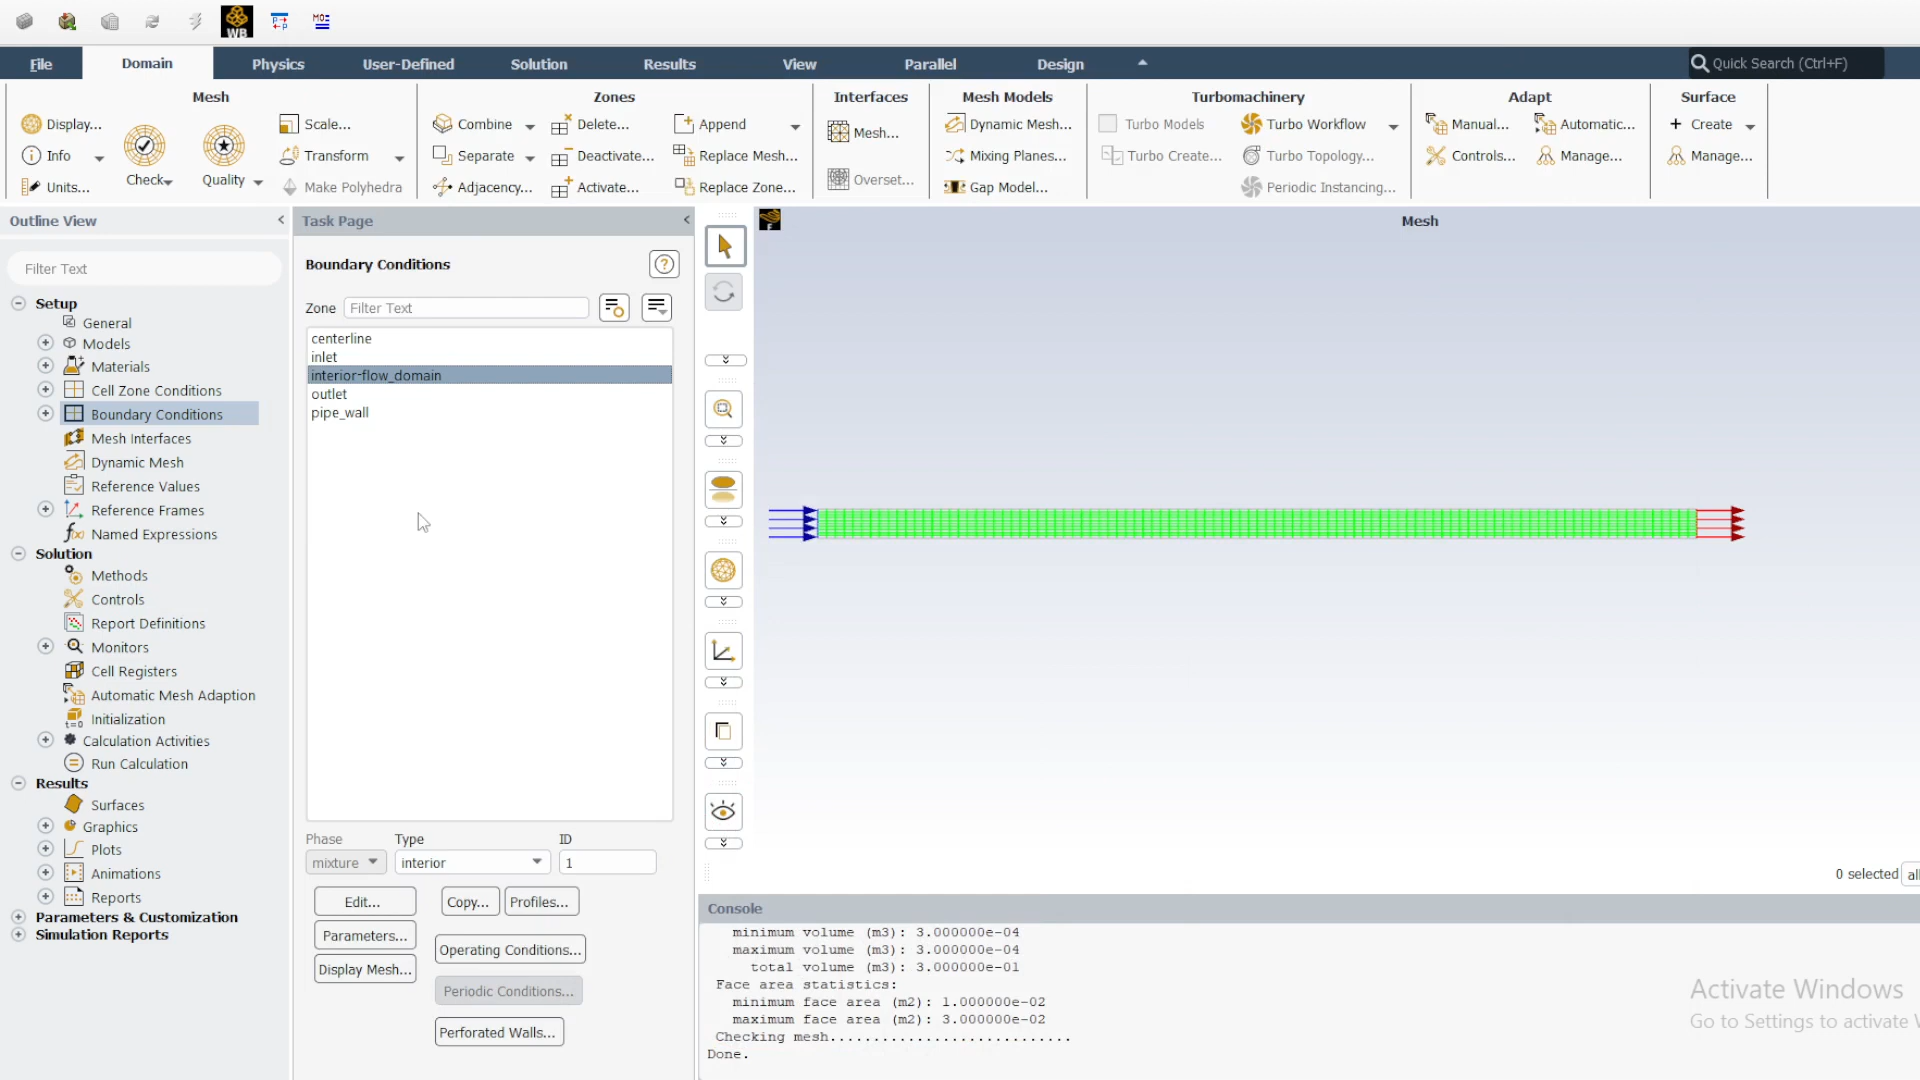 WB
File Domain Physics User-Defined Solution Results View Parallel Design Quick Search (Ctrl+F)
Mesh Zones Interfaces Mesh Models Turbomachinery Adapt Surface
Display... Scale... Combine Delete... Append Mesh... Dynamic Mesh... Turbo Models Turbo Workflow Manual... Automatic... Create
Info Check Quality Transform Separate Deactivate... Replace Mesh... Mixing Planes... Turbo Create... Turbo Topology... Controls... Manage... Manage...
Units... Make Polyhedra Adjacency... Activate... Replace Zone... Overset... Gap Model... Periodic Instancing...
Outline View
Filter Text
Setup
General
Models
Materials
Cell Zone Conditions
Boundary Conditions
Mesh Interfaces
Dynamic Mesh
Reference Values
Reference Frames
Named Expressions
Solution
Methods
Controls
Report Definitions
Monitors
Cell Registers
Automatic Mesh Adaption
Initialization
Calculation Activities
Run Calculation
Results
Surfaces
Graphics
Plots
Animations
Reports
Parameters & Customization
Simulation Reports
Task Page
Boundary Conditions
Zone Filter Text
centerline
inlet
interior-flow_domain
outlet
pipe_wall
Phase Type ID
mixture interior 1
Edit... Copy... Profiles...
Parameters... Operating Conditions...
Display Mesh... Periodic Conditions...
Perforated Walls...
Mesh
0 selected
Console
minimum volume (m3): 3.000000e-04
maximum volume (m3): 3.000000e-04
total volume (m3): 3.000000e-01
Face area statistics:
minimum face area (m2): 1.000000e-02
maximum face area (m2): 3.000000e-02
Checking mesh...........................
Done.
Activate Windows
Go to Settings to activate